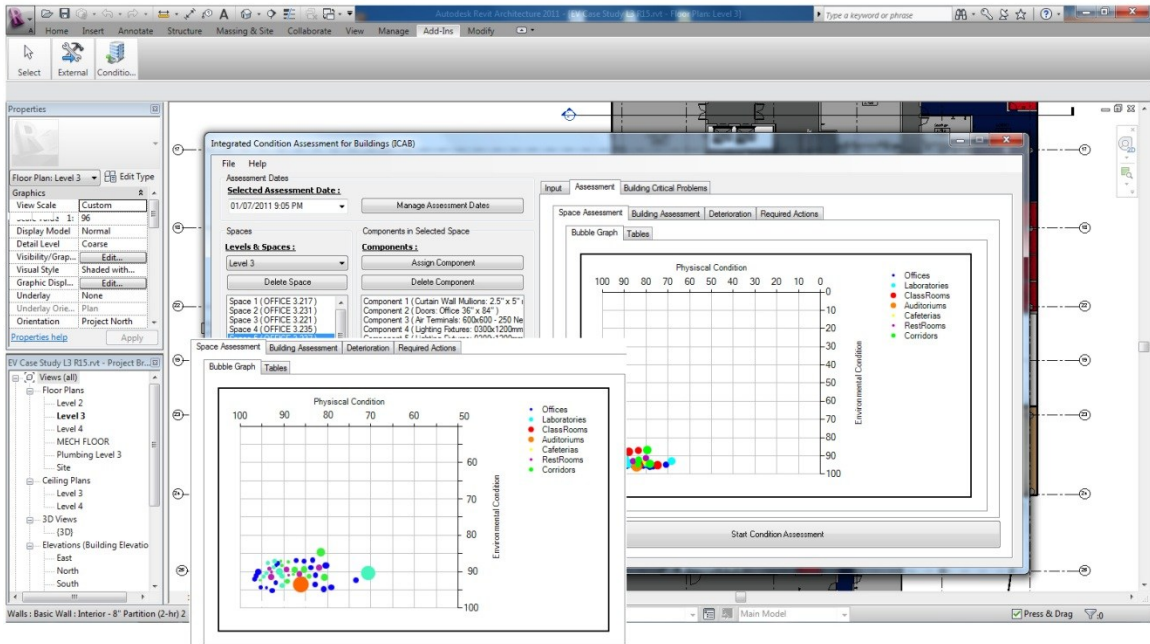 Autodesk Revit Architecture 2011 - [EV Case Study L3 R15.rvt - Floor Plan: Level 3]
Type a keyword or phrase
Home Insert Annotate Structure Massing & Site Collaborate View Manage Add-Ins Modify
Select External Conditio...
Properties
Floor Plan: Level 3 Edit Type
Graphics
View Scale Custom
1: 96
Display Model Normal
Detail Level Coarse
Visibility/Grap... Edit...
Visual Style Shaded with...
Graphic Displ... Edit...
Underlay None
Underlay Orie... Plan
Orientation Project North
Properties help Apply
EV Case Study L3 R15.rvt - Project Br...
Views (all)
Floor Plans
Level 2
Level 3
Level 4
MECH FLOOR
Plumbing Level 3
Site
Ceiling Plans
Level 3
Level 4
3D Views
{3D}
Elevations (Building Elevatio
East
North
South
Walls : Basic Wall : Interior - 8" Partition (2-hr) 2
Main Model
Press & Drag
:0
Integrated Condition Assessment for Buildings (ICAB)
File Help
Assessment Dates
Selected Assessment Date :
01/07/2011 9:05 PM
Manage Assessment Dates
Spaces
Levels & Spaces :
Level 3
Delete Space
Space 1 ( OFFICE 3.217 )
Space 2 ( OFFICE 3.231 )
Space 3 ( OFFICE 3.221 )
Space 4 ( OFFICE 3.235 )
Components in Selected Space
Components :
Assign Component
Delete Component
Component 1 ( Curtain Wall Mullions: 2.5" x 5" r
Component 2 ( Doors: Office 36" x 84" )
Component 3 ( Air Terminals: 600x600 - 250 Ne
Component 4 ( Lighting Fixtures: 0300x1200mm
Input Assessment Building Critical Problems
Space Assessment Building Assessment Deterioration Required Actions
Bubble Graph Tables
Physiscal Condition
100 90 80 70 60 50 40 30 20 10 0
0
10
20
30
40
50
60
70
80
90
100
Environmental Condition
Offices
Laboratories
ClassRooms
Auditoriums
Cafeterias
RestRooms
Corridors
Start Condition Assessment
Space Assessment Building Assessment Deterioration Required Actions
Bubble Graph Tables
Physiscal Condition
100 90 80 70 60 50
60
70
80
85
90
100
Environmental Condition
Offices
Laboratories
ClassRooms
Auditoriums
Cafeterias
RestRooms
Corridors